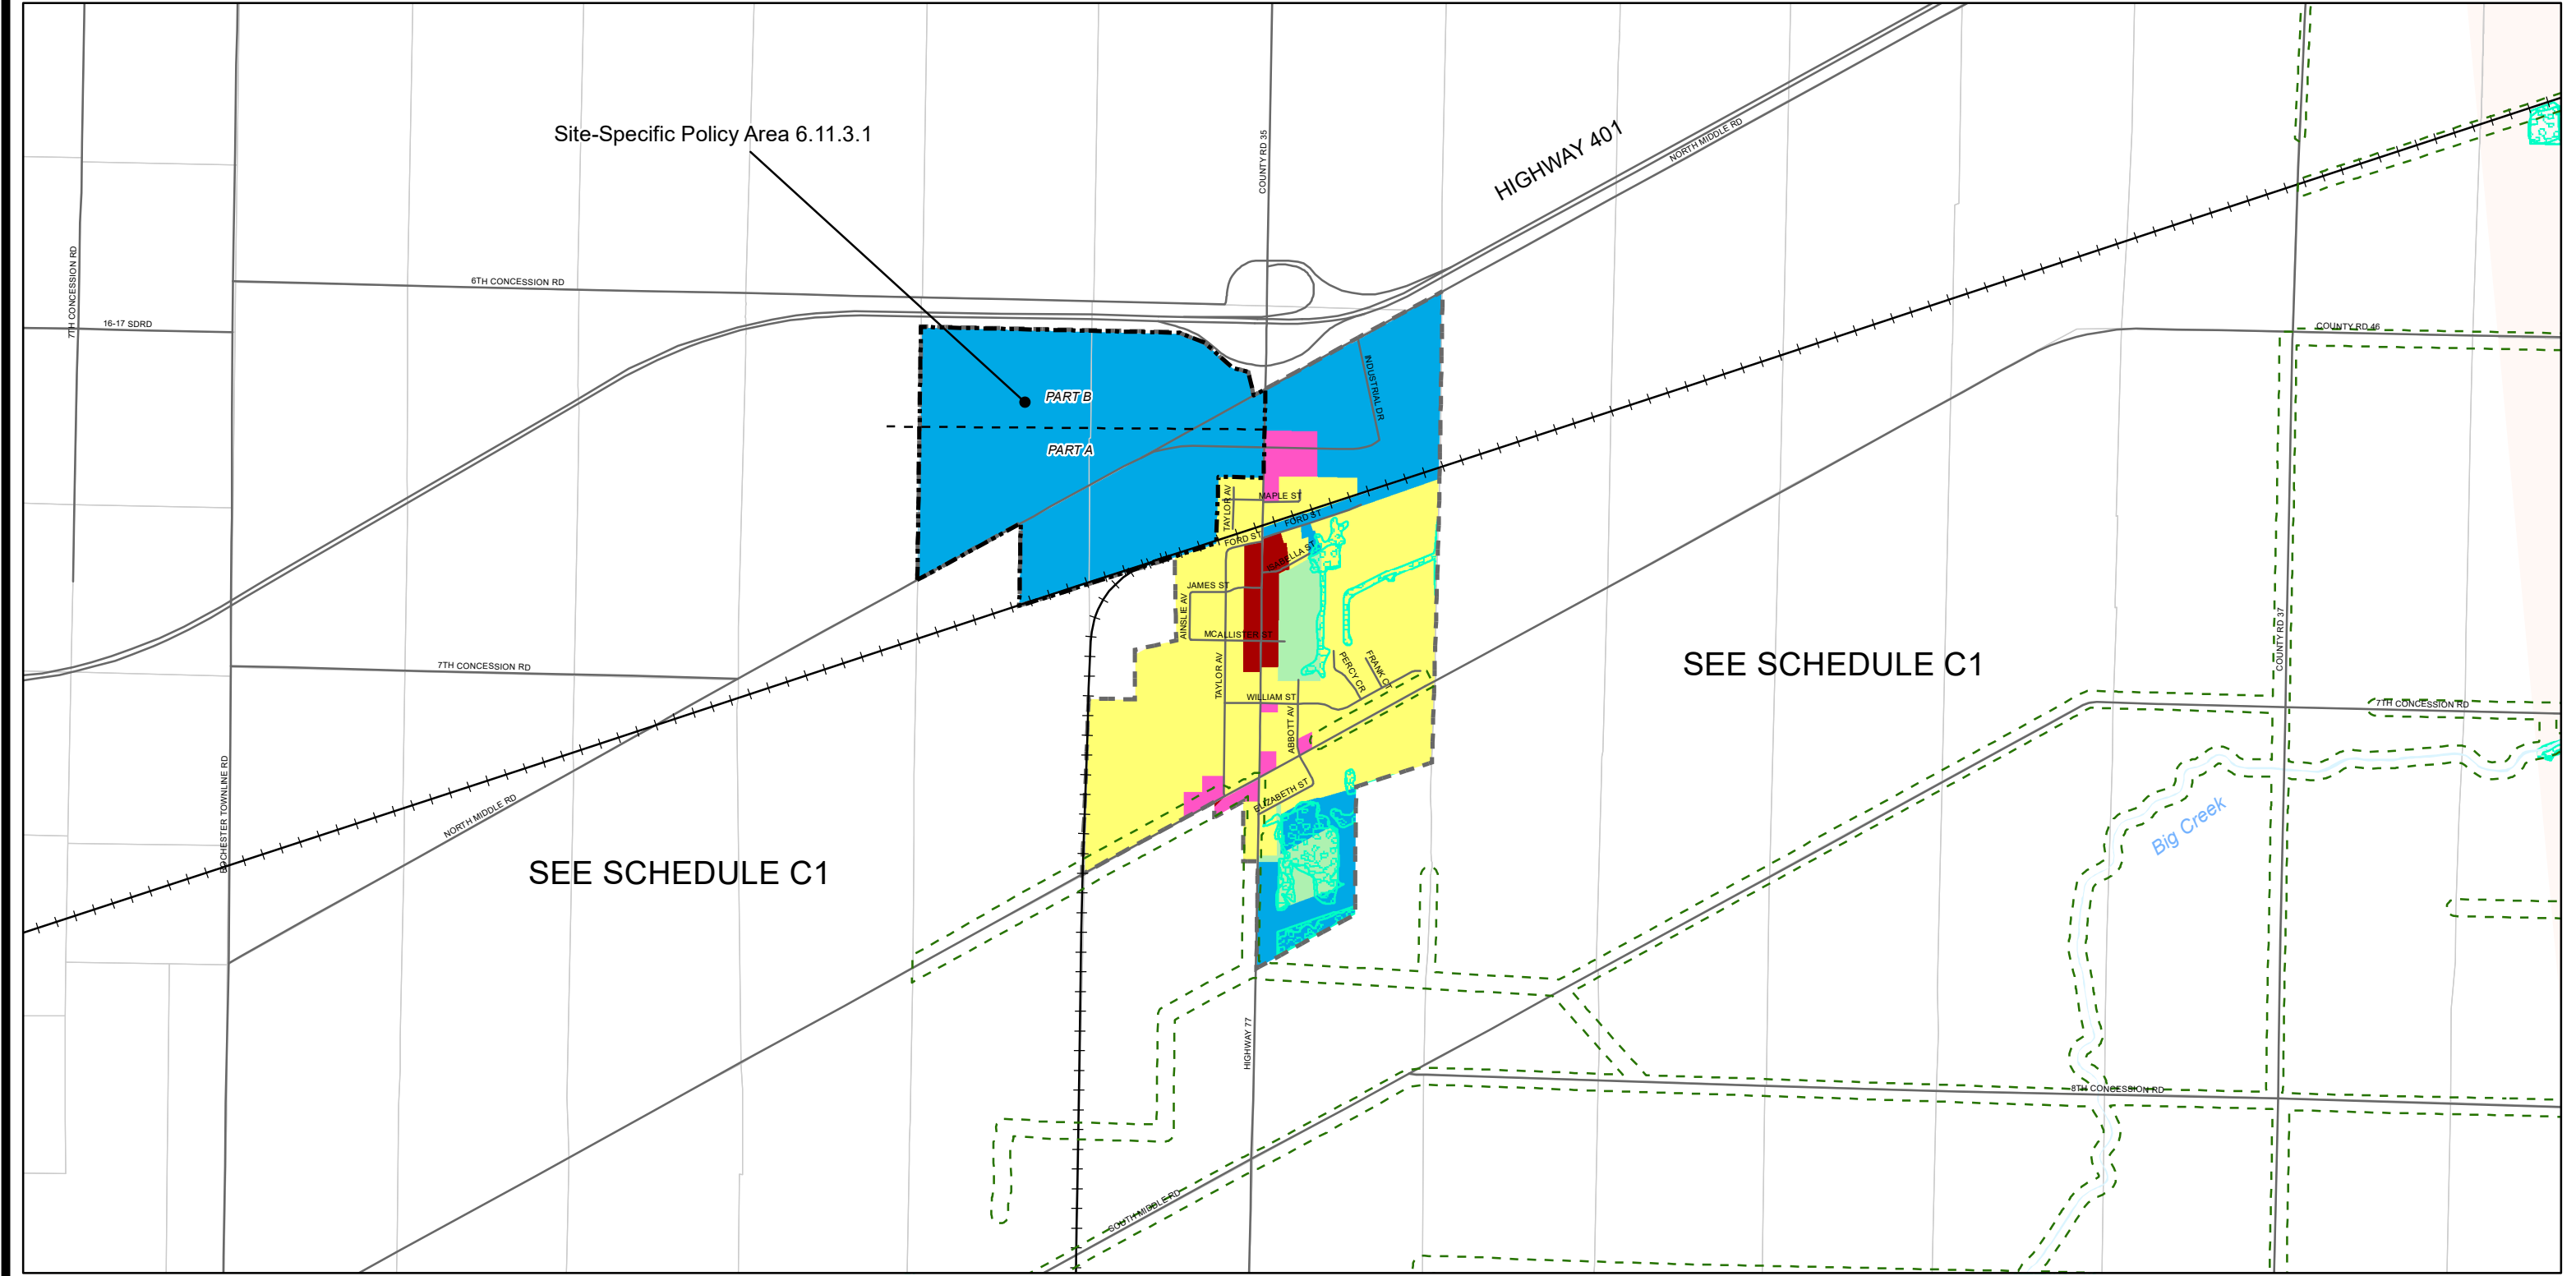 Site-Specific Policy Area 6.11.3.1
COUNTY RD 35
HIGHWAY 401
NORTH MIDDLE RD
7TH CONCESSION RD
6TH CONCESSION RD
16-17 SDRD
COUNTY RD 46
INDUSTRIAL DR
PART B
PART A
TAYLOR AV
MAPLE ST
FORD ST
FORD ST
ISABELLA ST
JAMES ST
AINSLIE AV
MCALLISTER ST
COUNTY RD 37
SEE SCHEDULE C1
7TH CONCESSION RD
TAYLOR AV
PERCY CR
FRANK CT
WILLIAM ST
ABBOTT AV
7TH CONCESSION RD
ROCHESTER TOWNLINE RD
NORTH MIDDLE RD
ELIZABETH ST
Big Creek
SEE SCHEDULE C1
HIGHWAY 77
8TH CONCESSION RD
SOUTH MIDDLE RD